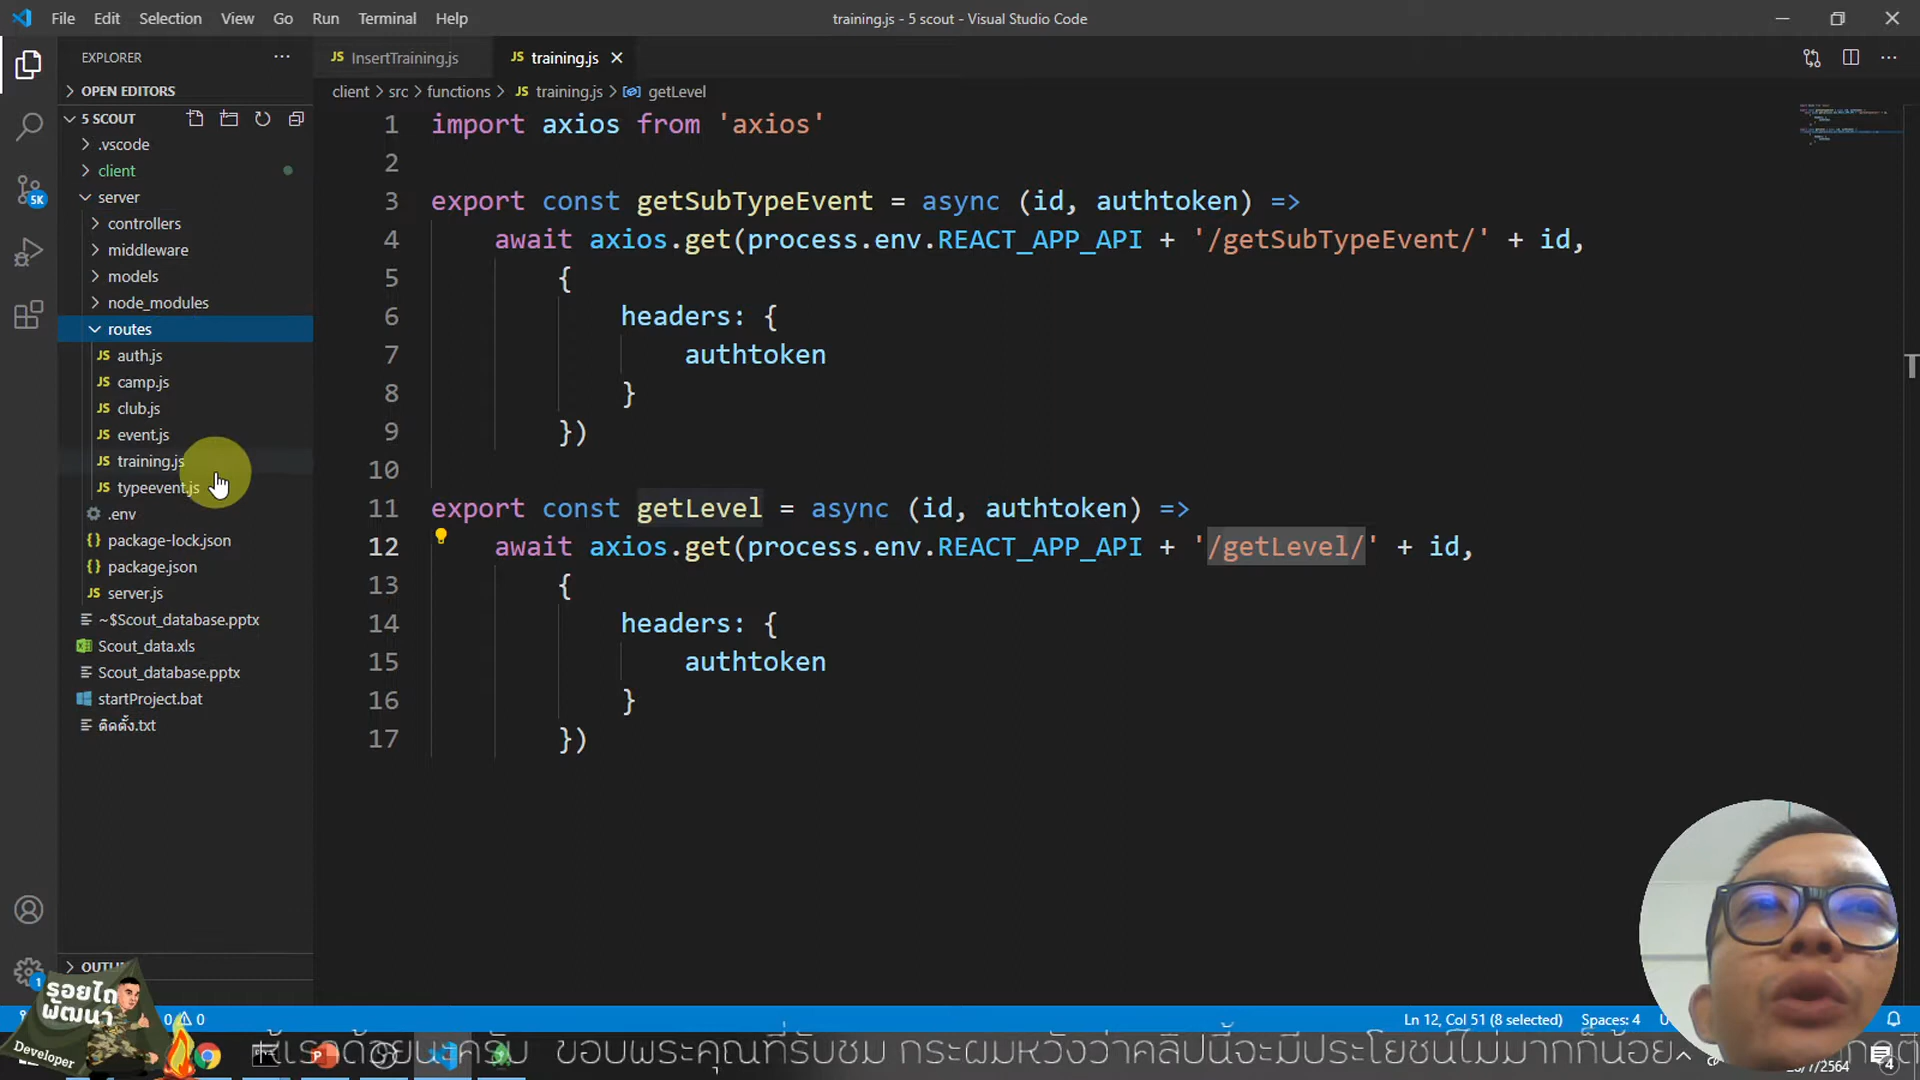 File Edit Selection View Go Run Terminal Help
training.js - 5 scout - Visual Studio Code
EXPLORER
OPEN EDITORS
5 SCOUT
.vscode
client
server
controllers
middleware
models
node_modules
routes
auth.js
camp.js
club.js
event.js
training.js
typeevent.js
.env
package-lock.json
package.json
server.js
~$Scout_database.pptx
Scout_data.xls
Scout_database.pptx
startProject.bat
ติดตั้ง.txt
5K
1
InsertTraining.js
training.js
client > src > functions > training.js > getLevel
1 import axios from 'axios'
2
3 export const getSubTypeEvent = async (id, authtoken) =>
4 await axios.get(process.env.REACT_APP_API + '/getSubTypeEvent/' + id,
5 {
6 headers: {
7 authtoken
8 }
9 })
10
11 export const getLevel = async (id, authtoken) =>
12 await axios.get(process.env.REACT_APP_API + '/getLevel/' + id,
13 {
14 headers: {
15 authtoken
16 }
17 })
รอยไถ
พัฒนา
Developer
0 0
Ln 12, Col 51 (8 selected) Spaces: 4
ขอบพระคุณที่รับชม กระผมหวังว่าคลิปนี้จะมีประโยชน์ไม่มากก็น้อย
4